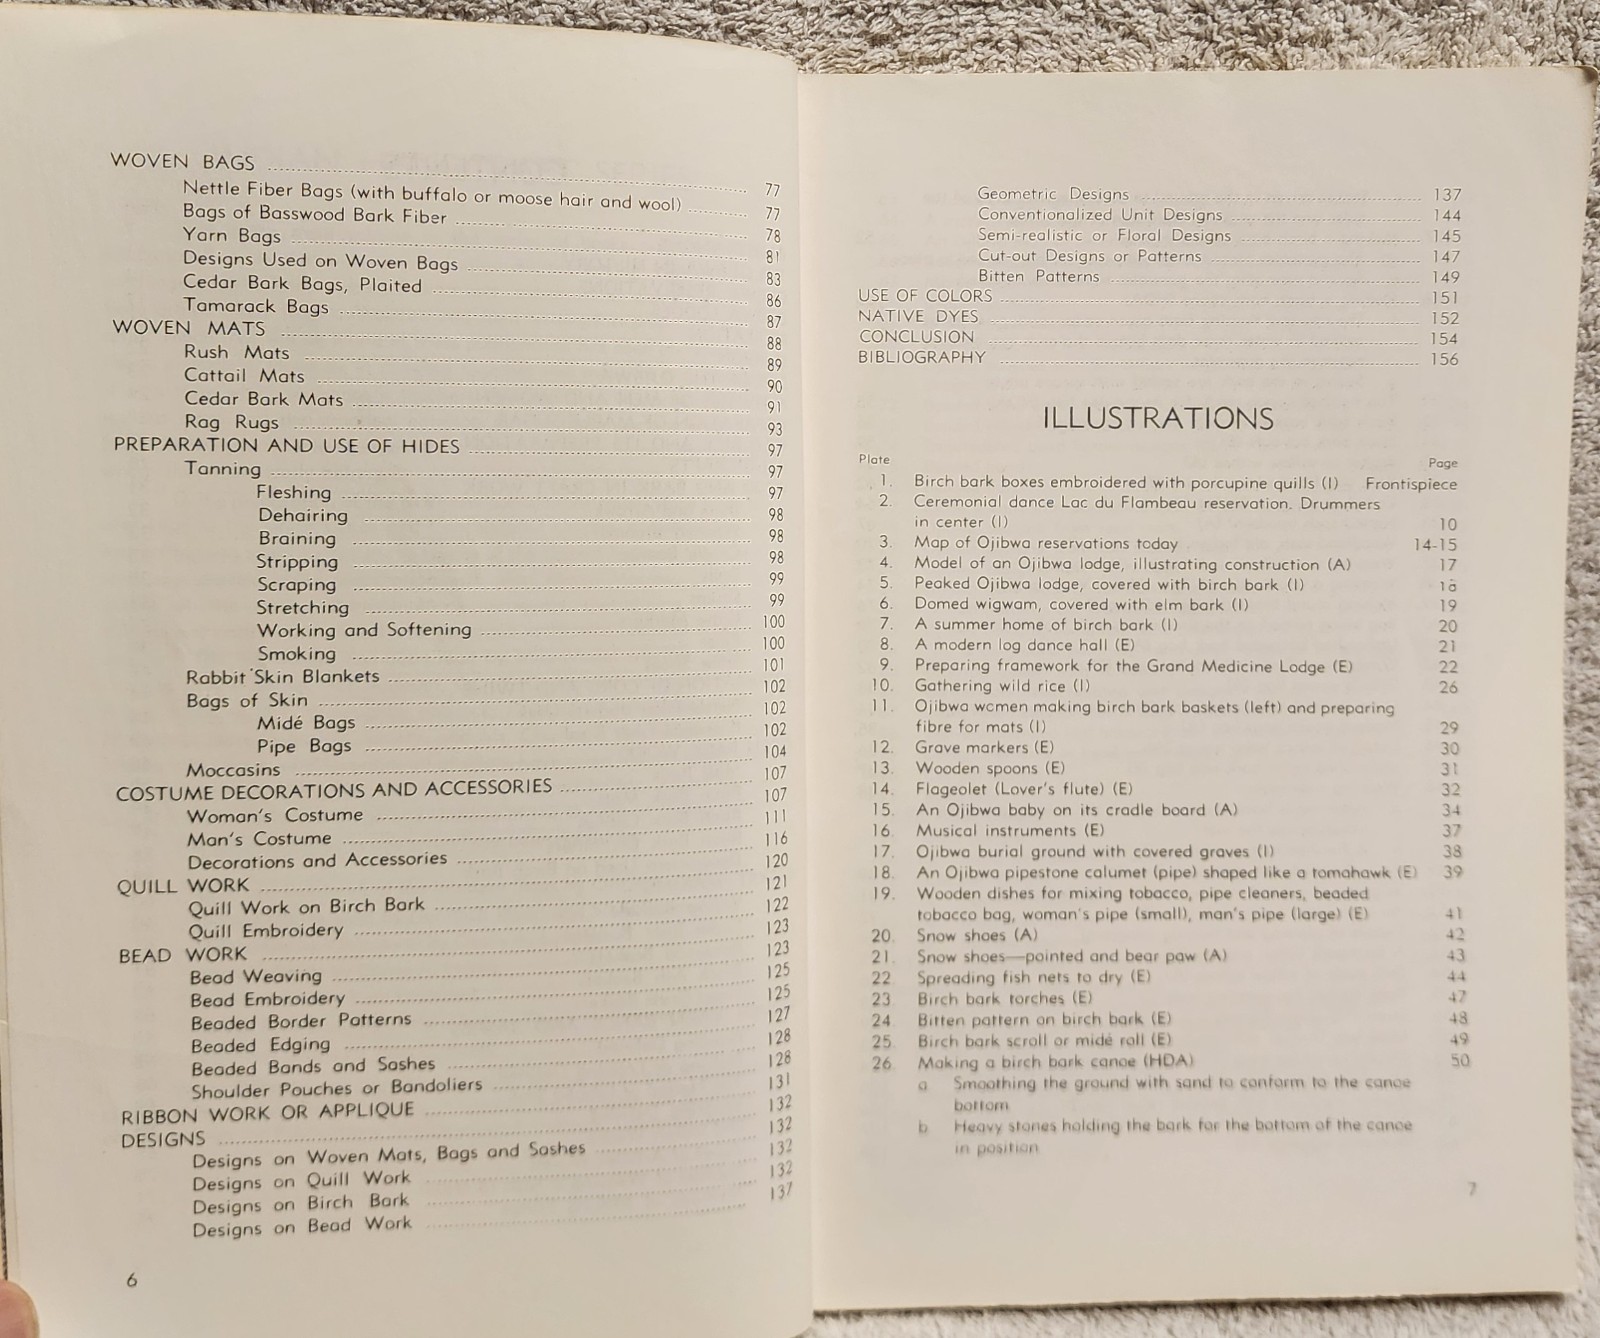 WOVEN BAGS 77
Nettle Fiber Bags (with buffalo or moose hair and wool) 77
Bags of Basswood Bark Fiber 78
Yarn Bags 81
Designs Used on Woven Bags 83
Cedar Bark Bags, Plaited 86
Tamarack Bags 87
WOVEN MATS 88
Rush Mats 89
Cattail Mats 90
Cedar Bark Mats 91
Rag Rugs 93
PREPARATION AND USE OF HIDES 97
Tanning 97
Fleshing 97
Dehairing 98
Braining 98
Stripping 98
Scraping 99
Stretching 99
Working and Softening 100
Smoking 100
Rabbit Skin Blankets 101
Bags of Skin 102
Midé Bags 102
Pipe Bags 102
Moccasins 104
COSTUME DECORATIONS AND ACCESSORIES 107
Woman's Costume 107
Man's Costume 111
Decorations and Accessories 116
QUILL WORK 120
Quill Work on Birch Bark 121
Quill Embroidery 122
BEAD WORK 123
Bead Weaving 123
Bead Embroidery 125
Beaded Border Patterns 125
Beaded Edging 127
Beaded Bands and Sashes 128
Shoulder Pouches or Bandoliers 128
RIBBON WORK OR APPLIQUE 131
DESIGNS 132
Designs on Woven Mats, Bags and Sashes 132
Designs on Quill Work 132
Designs on Birch Bark 132
Designs on Bead Work 137
6
Geometric Designs 137
Conventionalized Unit Designs 144
Semi-realistic or Floral Designs 145
Cut-out Designs or Patterns 147
Bitten Patterns 149
USE OF COLORS 151
NATIVE DYES 152
CONCLUSION 154
BIBLIOGRAPHY 156
ILLUSTRATIONS
Plate Page
1. Birch bark boxes embroidered with porcupine quills (I) Frontispiece
2. Ceremonial dance Lac du Flambeau reservation. Drummers
in center (I) 10
3. Map of Ojibwa reservations today 14-15
4. Model of an Ojibwa lodge, illustrating construction (A) 17
5. Peaked Ojibwa lodge, covered with birch bark (I) 18
6. Domed wigwam, covered with elm bark (I) 19
7. A summer home of birch bark (I) 20
8. A modern log dance hall (E) 21
9. Preparing framework for the Grand Medicine Lodge (E) 22
10. Gathering wild rice (I) 26
11. Ojibwa women making birch bark baskets (left) and preparing
fibre for mats (I) 29
12. Grave markers (E) 30
13. Wooden spoons (E) 31
14. Flageolet (Lover's flute) (E) 32
15. An Ojibwa baby on its cradle board (A) 34
16. Musical instruments (E) 37
17. Ojibwa burial ground with covered graves (I) 38
18. An Ojibwa pipestone calumet (pipe) shaped like a tomahawk (E) 39
19. Wooden dishes for mixing tobacco, pipe cleaners, beaded
tobacco bag, woman's pipe (small), man's pipe (large) (E) 41
20. Snow shoes (A) 42
21. Snow shoes—pointed and bear paw (A) 43
22. Spreading fish nets to dry (E) 44
23. Birch bark torches (E) 47
24. Bitten pattern on birch bark (E) 48
25. Birch bark scroll or midé roll (E) 49
26. Making a birch bark canoe (HDA) 50
a Smoothing the ground with sand to conform to the canoe
bottom
b Heavy stones holding the bark for the bottom of the canoe
in position
7